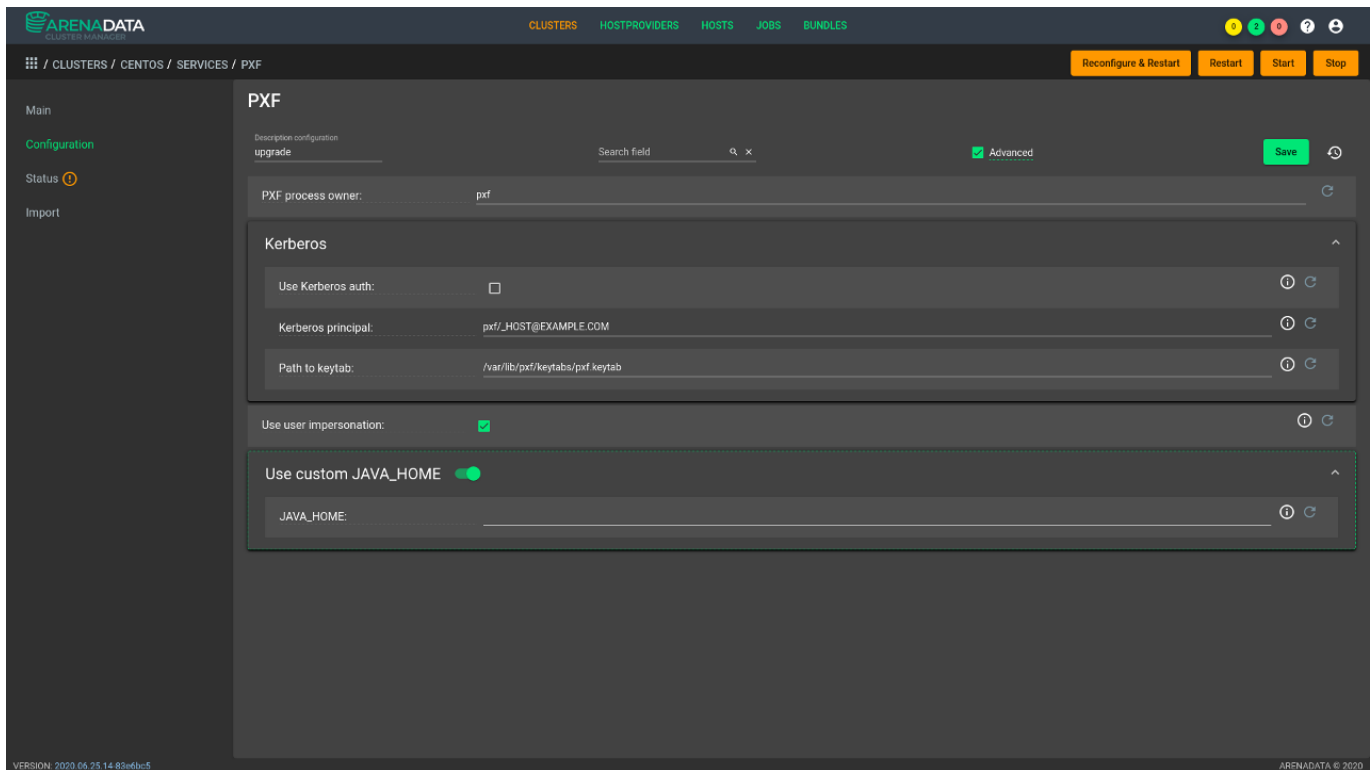 ARENADATA
CLUSTER MANAGER
CLUSTERS HOSTPROVIDERS HOSTS JOBS BUNDLES
0 2 0 ?
/ CLUSTERS / CENTOS / SERVICES / PXF
Reconfigure & Restart Restart Start Stop
Main
Configuration
Status
Import
PXF
Description configuration
upgrade
Search field
Advanced
Save
PXF process owner: pxf
Kerberos
Use Kerberos auth:
Kerberos principal: pxf/_HOST@EXAMPLE.COM
Path to keytab: /var/lib/pxf/keytabs/pxf.keytab
Use user impersonation:
Use custom JAVA_HOME
JAVA_HOME:
VERSION: 2020.06.25.14-83e6bc5
ARENADATA © 2020